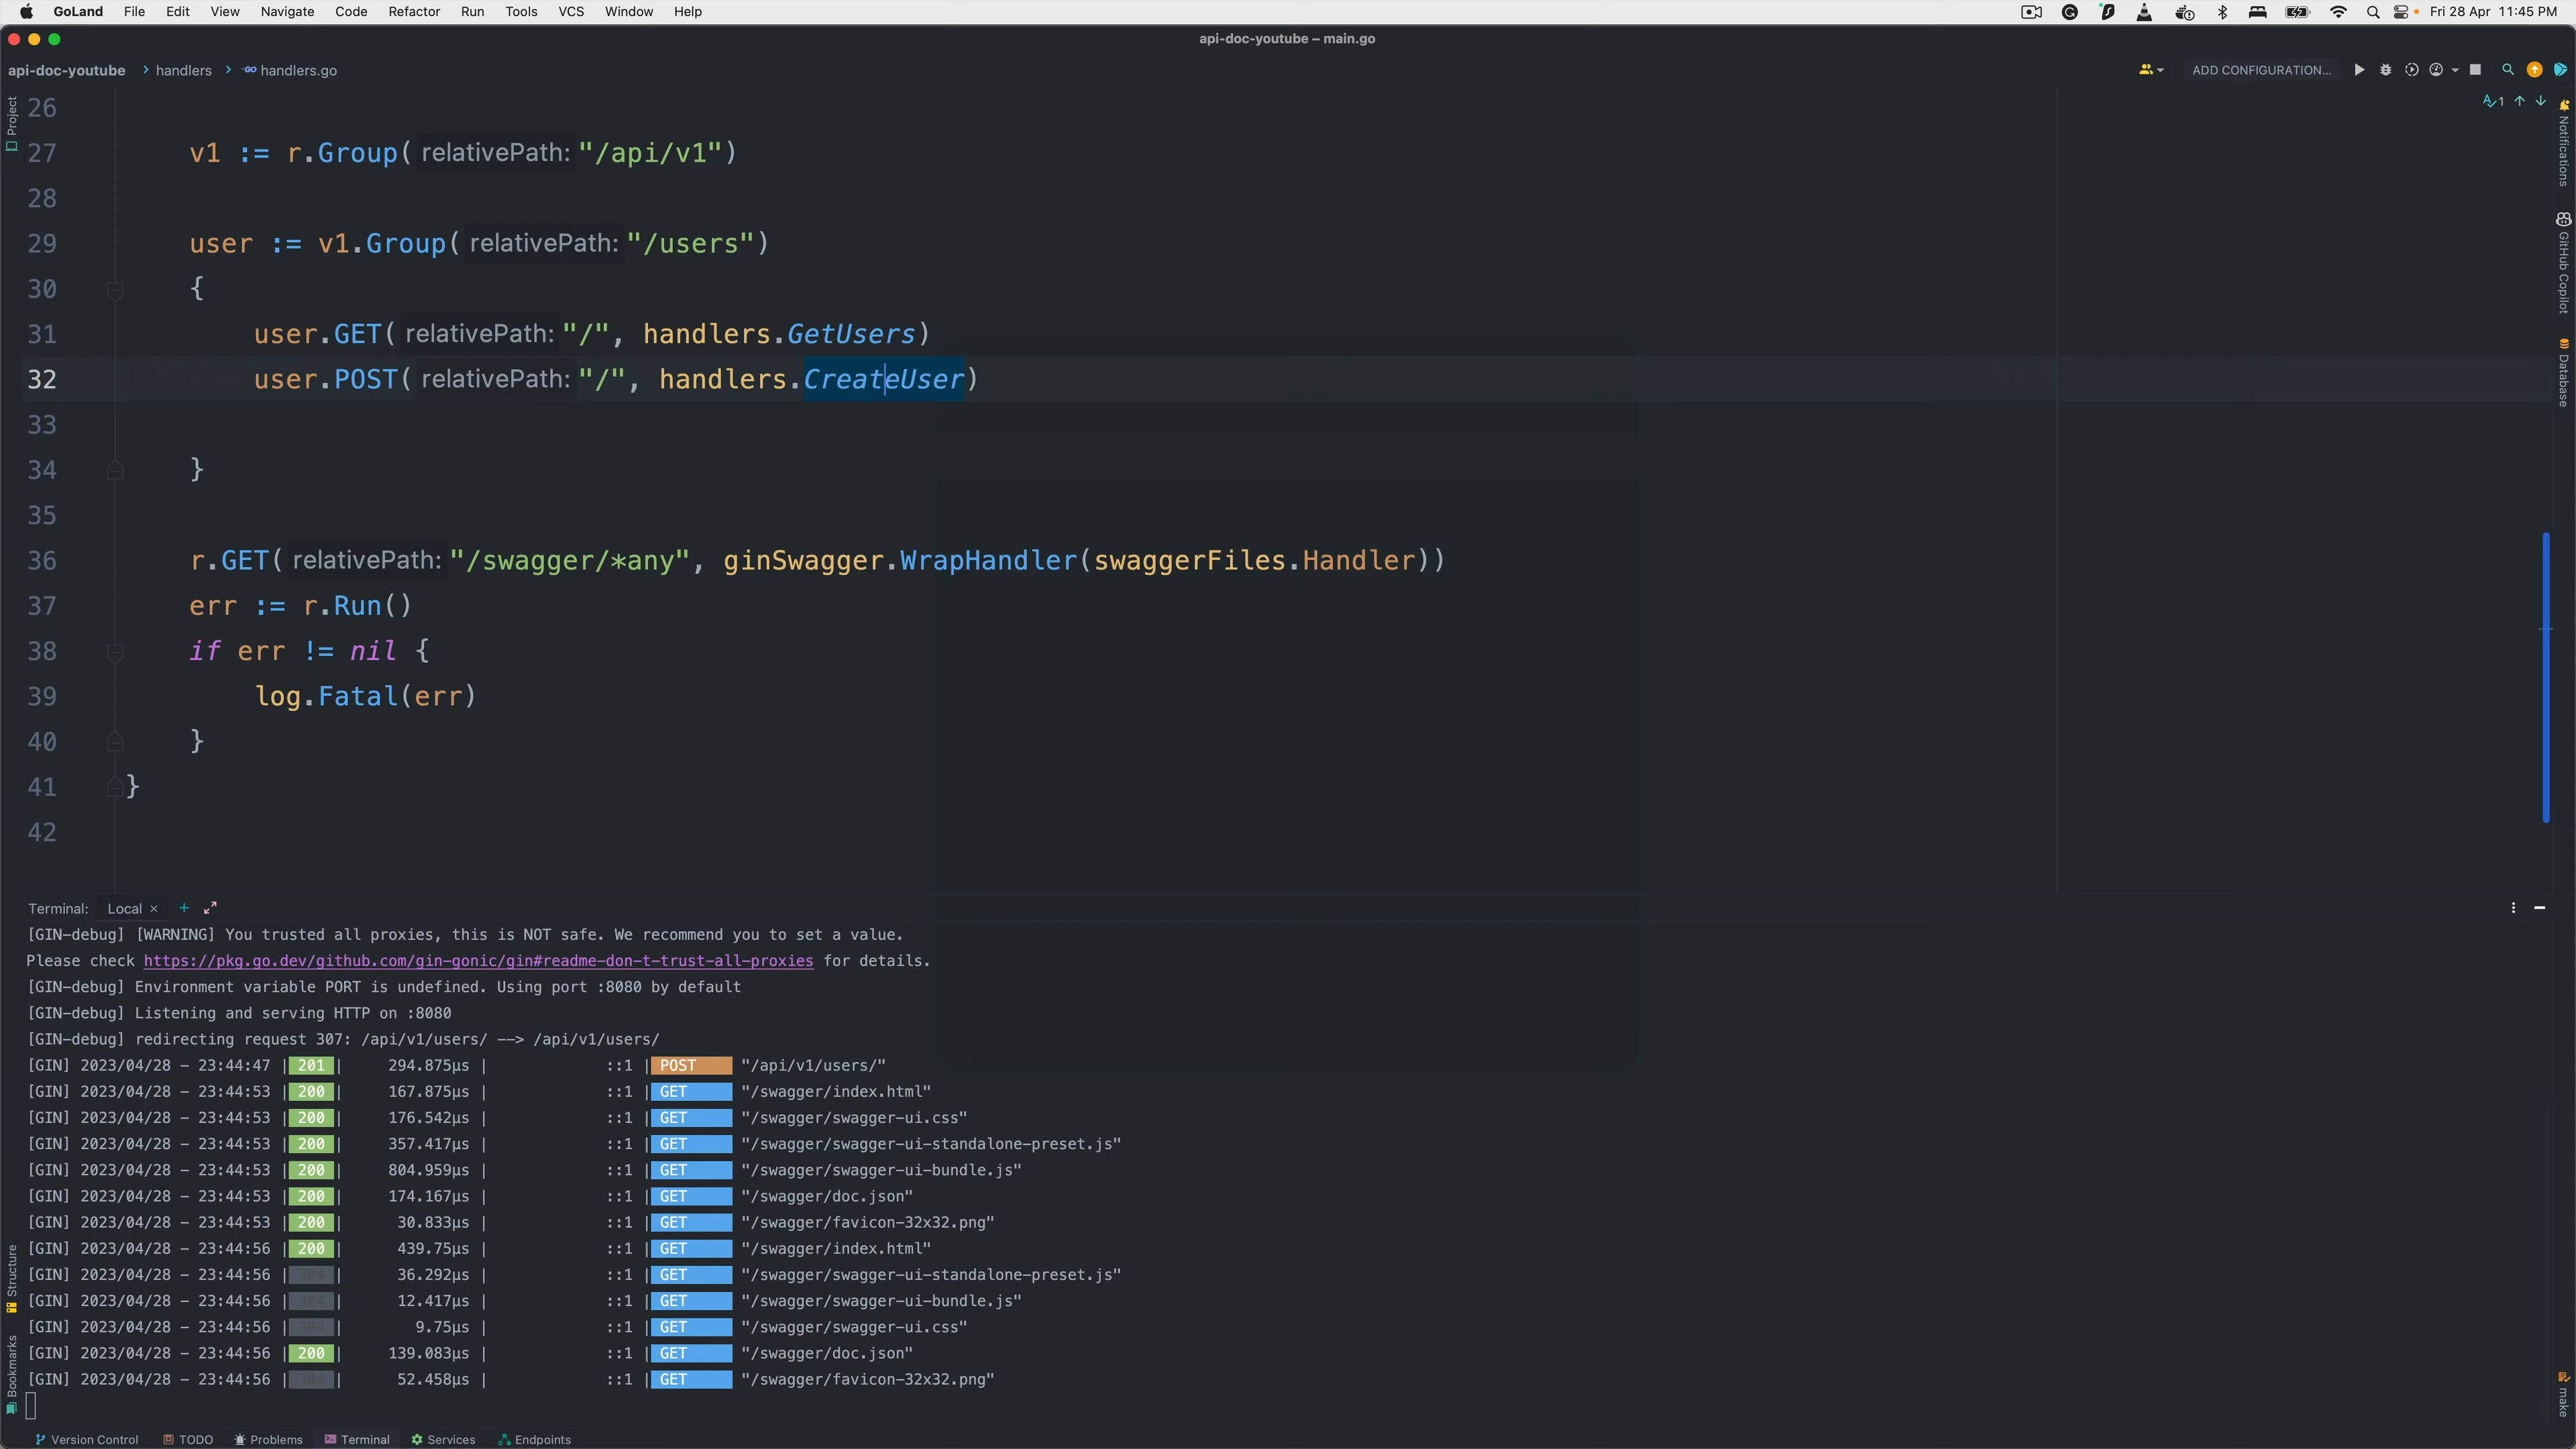 GoLand File Edit View Navigate Code Refactor Run Tools VCS Window Help Fri 28 Apr 11:45 PM
api-doc-youtube – main.go
api-doc-youtube handlers handlers.go ADD CONFIGURATION...
Project
Notifications
GitHub Copilot
Database
1
26
27 v1 := r.Group( relativePath: "/api/v1")
28
29 user := v1.Group( relativePath: "/users")
30 {
31 user.GET( relativePath: "/", handlers.GetUsers)
32 user.POST( relativePath: "/", handlers.CreateUser)
33
34 }
35
36 r.GET( relativePath: "/swagger/*any", ginSwagger.WrapHandler(swaggerFiles.Handler))
37 err := r.Run()
38 if err != nil {
39 log.Fatal(err)
40 }
41 }
42
Terminal: Local × +
[GIN-debug] [WARNING] You trusted all proxies, this is NOT safe. We recommend you to set a value.
Please check https://pkg.go.dev/github.com/gin-gonic/gin#readme-don-t-trust-all-proxies for details.
[GIN-debug] Environment variable PORT is undefined. Using port :8080 by default
[GIN-debug] Listening and serving HTTP on :8080
[GIN-debug] redirecting request 307: /api/v1/users/ --> /api/v1/users/
[GIN] 2023/04/28 - 23:44:47 | 201 | 294.875µs | ::1 | POST "/api/v1/users/"
[GIN] 2023/04/28 - 23:44:53 | 200 | 167.875µs | ::1 | GET "/swagger/index.html"
[GIN] 2023/04/28 - 23:44:53 | 200 | 176.542µs | ::1 | GET "/swagger/swagger-ui.css"
[GIN] 2023/04/28 - 23:44:53 | 200 | 357.417µs | ::1 | GET "/swagger/swagger-ui-standalone-preset.js"
[GIN] 2023/04/28 - 23:44:53 | 200 | 804.959µs | ::1 | GET "/swagger/swagger-ui-bundle.js"
[GIN] 2023/04/28 - 23:44:53 | 200 | 174.167µs | ::1 | GET "/swagger/doc.json"
[GIN] 2023/04/28 - 23:44:53 | 200 | 30.833µs | ::1 | GET "/swagger/favicon-32x32.png"
[GIN] 2023/04/28 - 23:44:56 | 200 | 439.75µs | ::1 | GET "/swagger/index.html"
[GIN] 2023/04/28 - 23:44:56 | 304 | 36.292µs | ::1 | GET "/swagger/swagger-ui-standalone-preset.js"
[GIN] 2023/04/28 - 23:44:56 | 304 | 12.417µs | ::1 | GET "/swagger/swagger-ui-bundle.js"
[GIN] 2023/04/28 - 23:44:56 | 304 | 9.75µs | ::1 | GET "/swagger/swagger-ui.css"
[GIN] 2023/04/28 - 23:44:56 | 200 | 139.083µs | ::1 | GET "/swagger/doc.json"
[GIN] 2023/04/28 - 23:44:56 | 304 | 52.458µs | ::1 | GET "/swagger/favicon-32x32.png"
Structure
Bookmarks
make
Version Control TODO Problems Terminal Services Endpoints